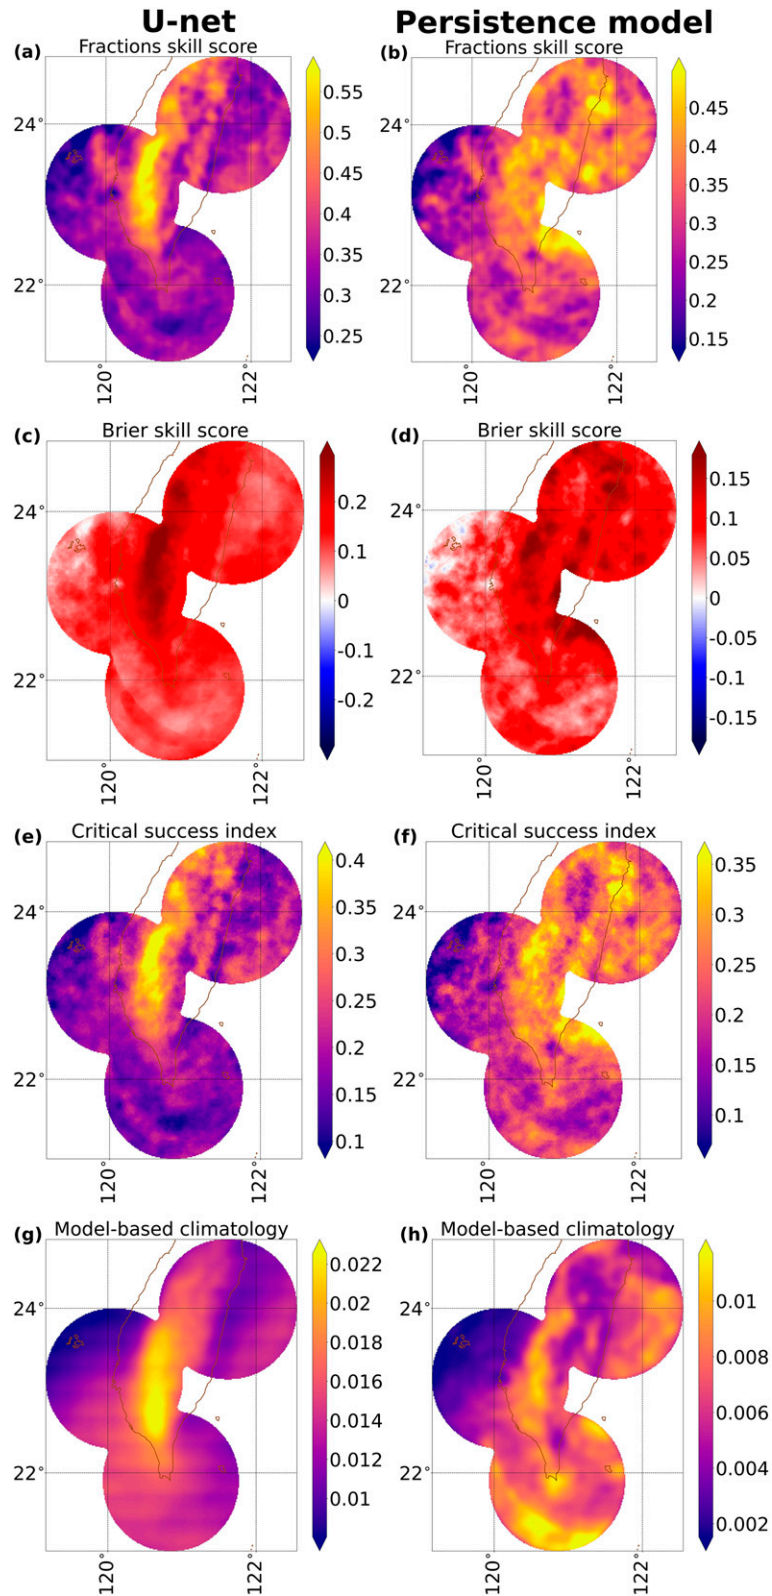 U-net Persistence model
(a) Fractions skill score (b) Fractions skill score
0.55 0.5 0.45 0.4 0.35 0.3 0.25
24° 22°
120° 122°
0.45 0.4 0.35 0.3 0.25 0.2 0.15
24° 22°
120° 122°
(c) Brier skill score (d) Brier skill score
0.2 0.1 0 -0.1 -0.2
24° 22°
120° 122°
0.15 0.1 0.05 0 -0.05 -0.1 -0.15
24° 22°
120° 122°
(e) Critical success index (f) Critical success index
0.4 0.35 0.3 0.25 0.2 0.15 0.1
24° 22°
120° 122°
0.35 0.3 0.25 0.2 0.15 0.1
24° 22°
120° 122°
(g) Model-based climatology (h) Model-based climatology
0.022 0.02 0.018 0.016 0.014 0.012 0.01
24° 22°
120° 122°
0.01 0.008 0.006 0.004 0.002
24° 22°
120° 122°